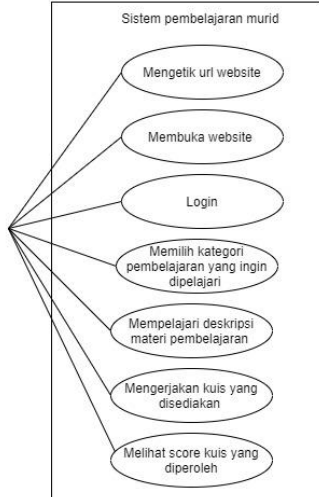 Sistem pembelajaran murid
Mengetik url website
Membuka website
Login
Memilih kategori
pembelajaran yang ingin
dipelajari
Mempelajari deskripsi
materi pembelajaran
Mengerjakan kuis yang
disediakan
Melihat score kuis yang
diperoleh